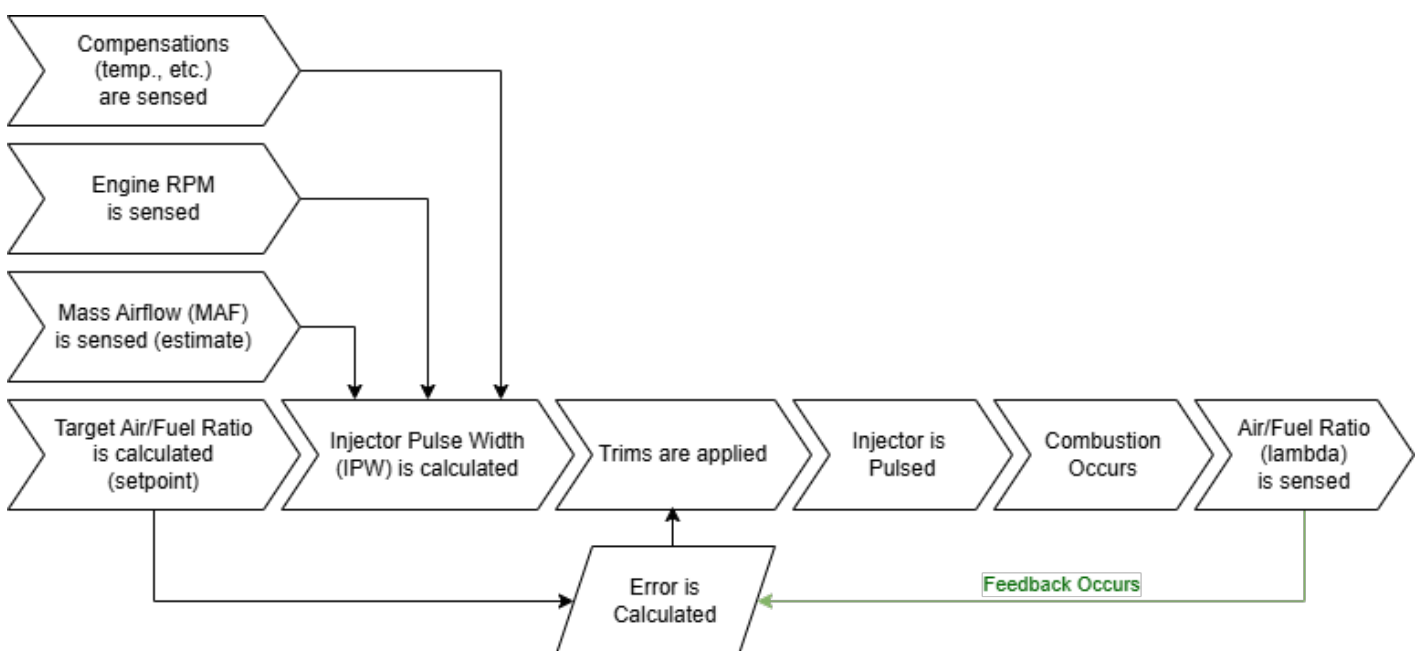 Compensations
(temp., etc.)
are sensed
Engine RPM
is sensed
Mass Airflow (MAF)
is sensed (estimate)
Target Air/Fuel Ratio
is calculated
(setpoint)
Injector Pulse Width
(IPW) is calculated
Trims are applied
Injector is
Pulsed
Combustion
Occurs
Air/Fuel Ratio
(lambda)
is sensed
Error is
Calculated
Feedback Occurs